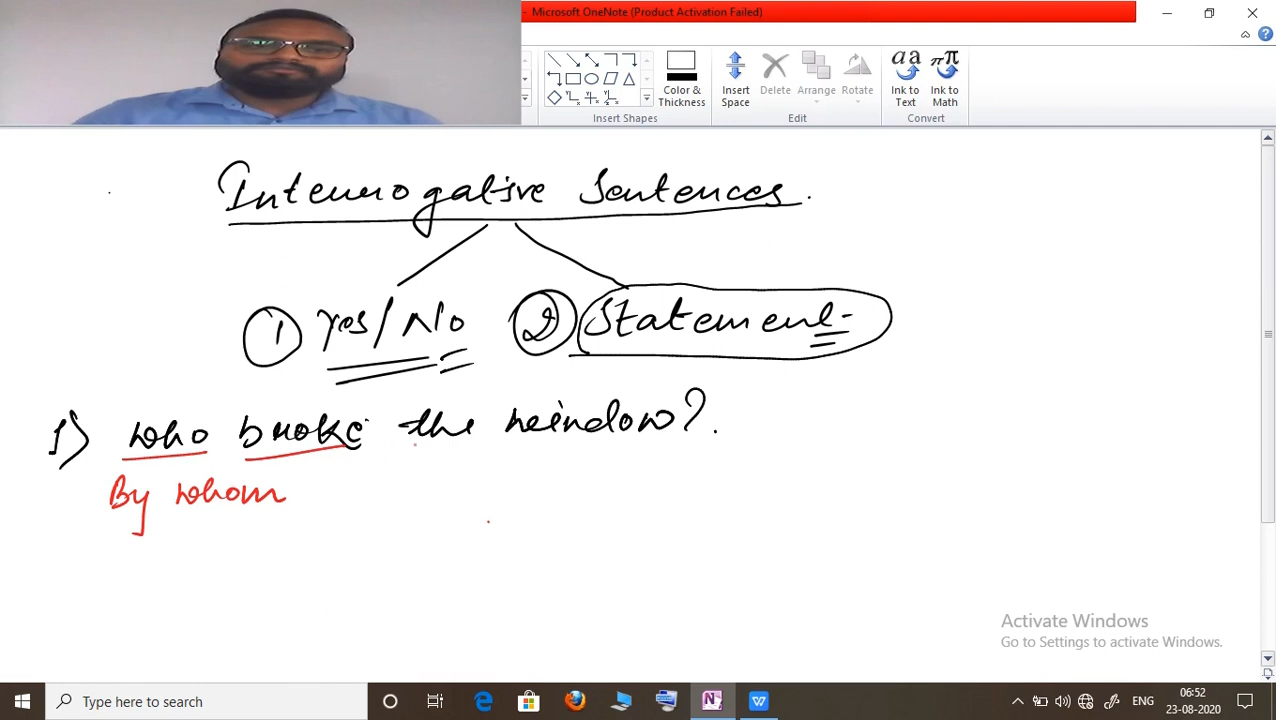 - Microsoft OneNote (Product Activation Failed)
Color & Thickness
Insert Space
Delete
Arrange
Rotate
Ink to Text
Ink to Math
Insert Shapes
Edit
Convert
Interrogative Sentences.
① Yes/No ② Statement
1) who broke the window?
By whom
Activate Windows
Go to Settings to activate Windows.
Type here to search
ENG
06:52
23-08-2020